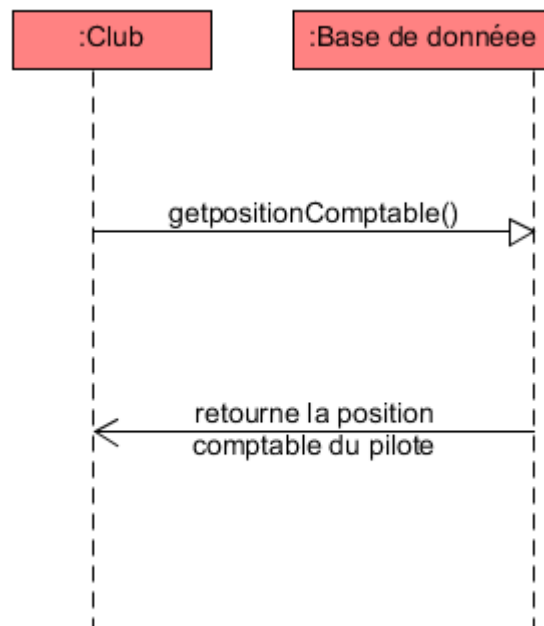 :Club
:Base de donnéee
getpositionComptable()
retourne la position
comptable du pilote